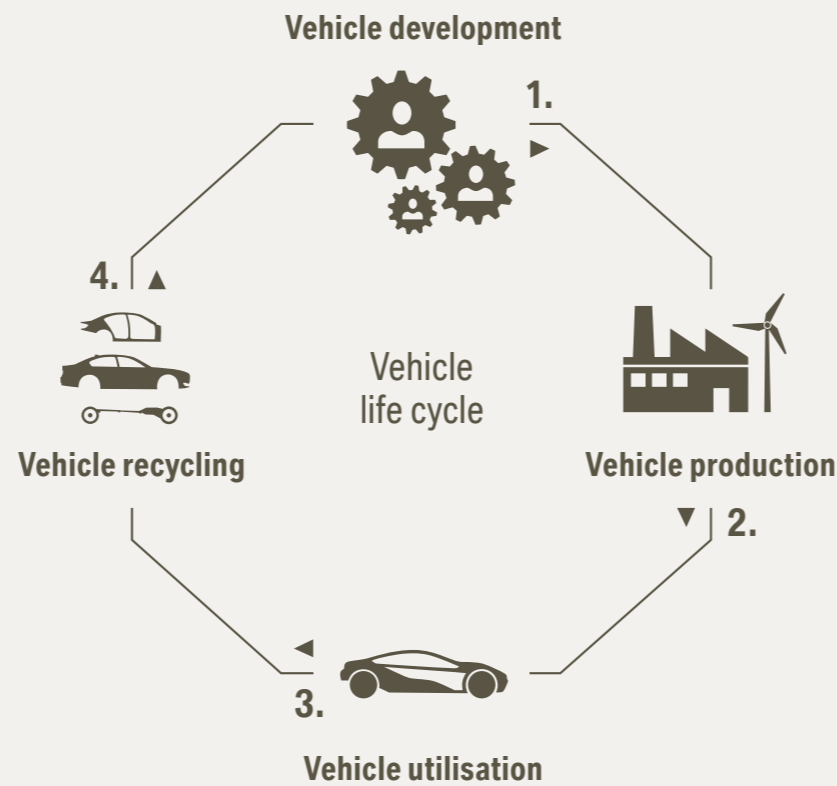 Vehicle development
1.
4.
Vehicle
life cycle
Vehicle recycling
Vehicle production
2.
3.
Vehicle utilisation